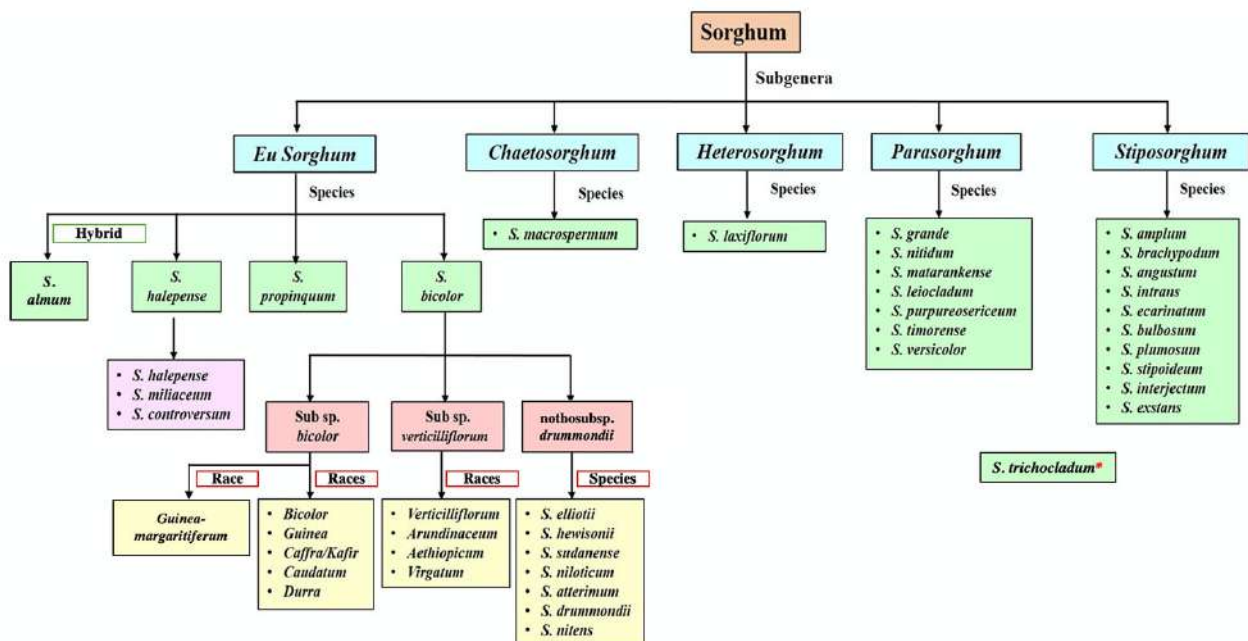 Sorghum
Subgenera
Eu Sorghum
Chaetosorghum
Heterosorghum
Parasorghum
Stiposorghum
Species
Species
Species
Species
Species
Hybrid
S.
almum
S.
halepense
S.
propinquum
S.
bicolor
• S. macrospermum
• S. laxiflorum
• S. grande
• S. nitidum
• S. matarankense
• S. leiocladum
• S. purpureosericeum
• S. timorense
• S. versicolor
• S. amplum
• S. brachypodum
• S. angustum
• S. intrans
• S. ecarinatum
• S. bulbosum
• S. plumosum
• S. stipoideum
• S. interjectum
• S. exstans
• S. halepense
• S. miliaceum
• S. controversum
Sub sp.
bicolor
Sub sp.
verticilliflorum
nothosubsp.
drummondii
S. trichocladum*
Race
Races
Races
Species
Guinea-
margaritiferum
• Bicolor
• Guinea
• Caffra/Kafir
• Caudatum
• Durra
• Verticilliflorum
• Arundinaceum
• Aethiopicum
• Virgatum
• S. elliotii
• S. hewisonii
• S. sudanense
• S. niloticum
• S. atterimum
• S. drummondii
• S. nitens